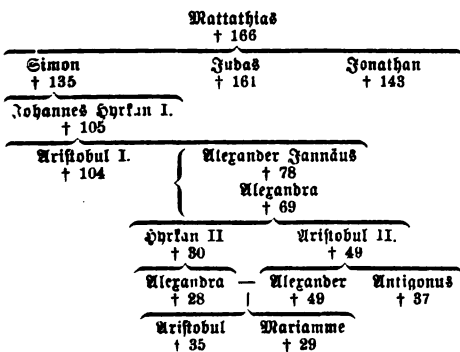 Mattathias
† 166
Simon Judas Jonathan
† 135 † 161 † 143
Johannes Hyrkan I.
† 105
Aristobul I. Alexander Jannäus
† 104 † 78
Alexandra
† 69
Hyrkan II Aristobul II.
† 30 † 49
Alexandra — Alexander Antigonus
† 28 † 49 † 37
Aristobul Mariamme
† 35 † 29